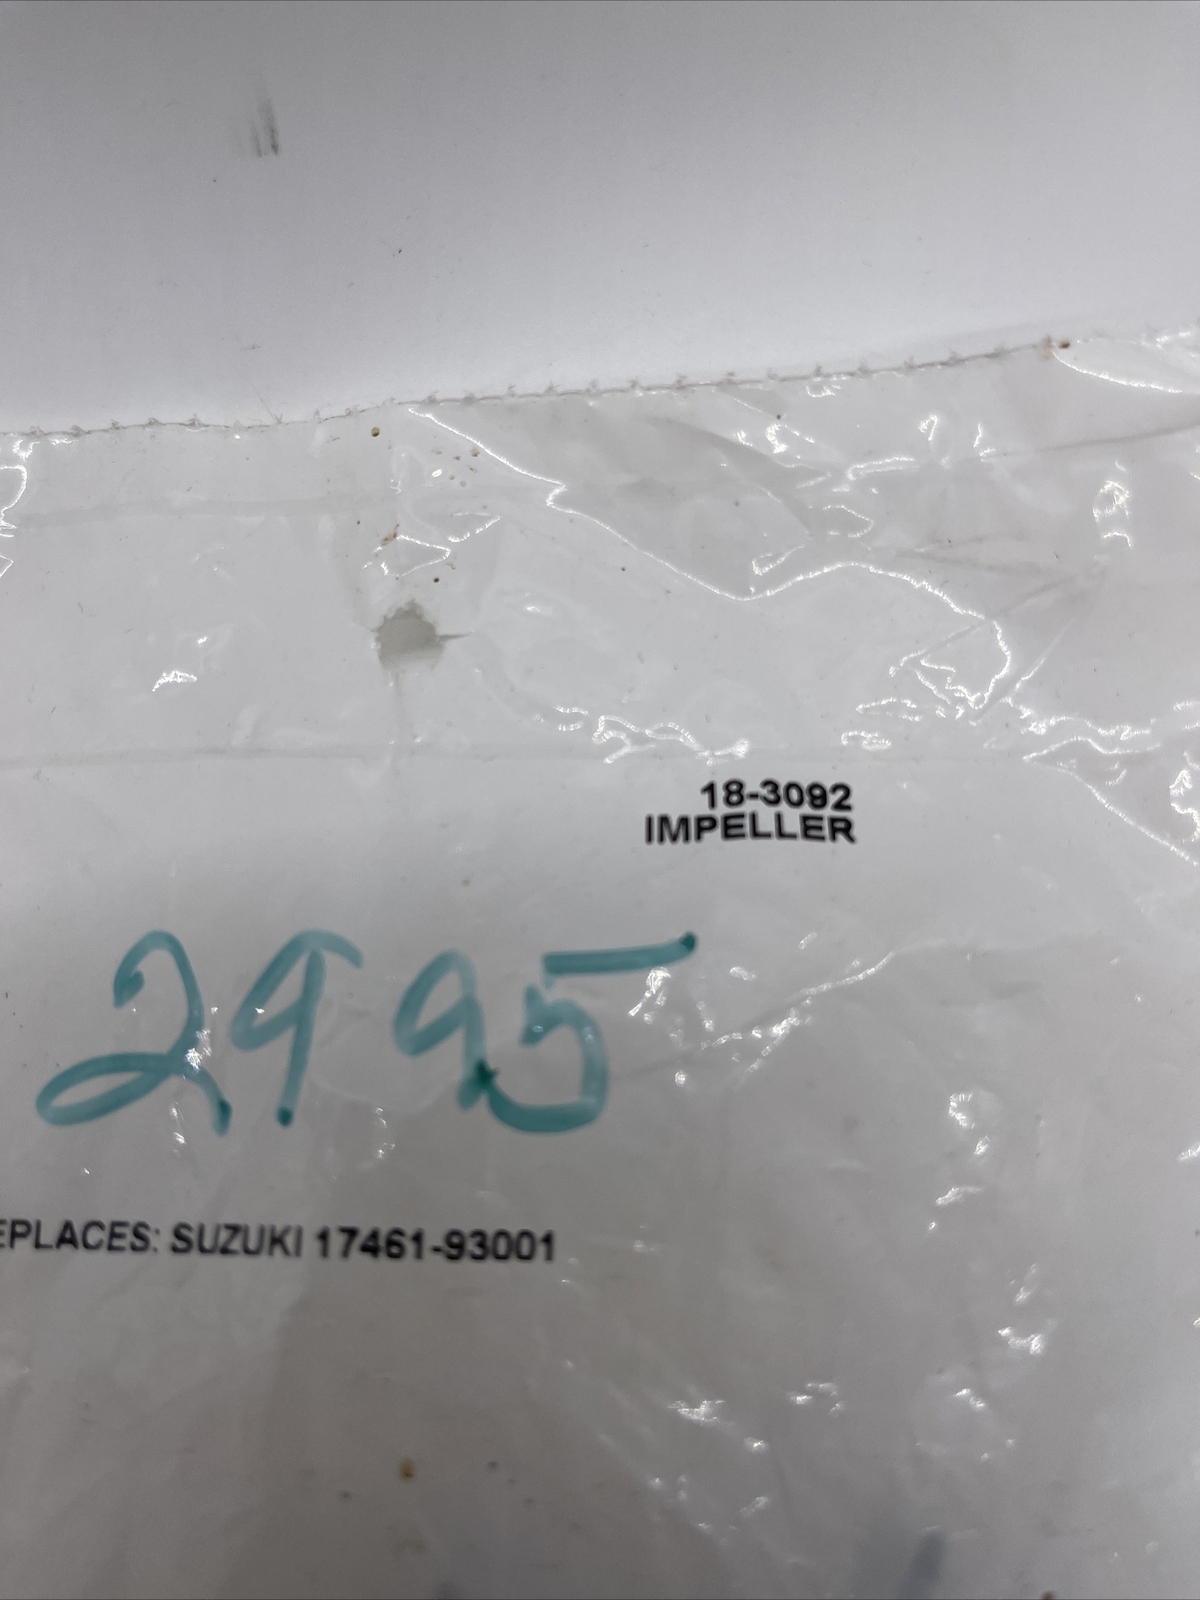 18-3092
IMPELLER
2995
EPLACES: SUZUKI 17461-93001